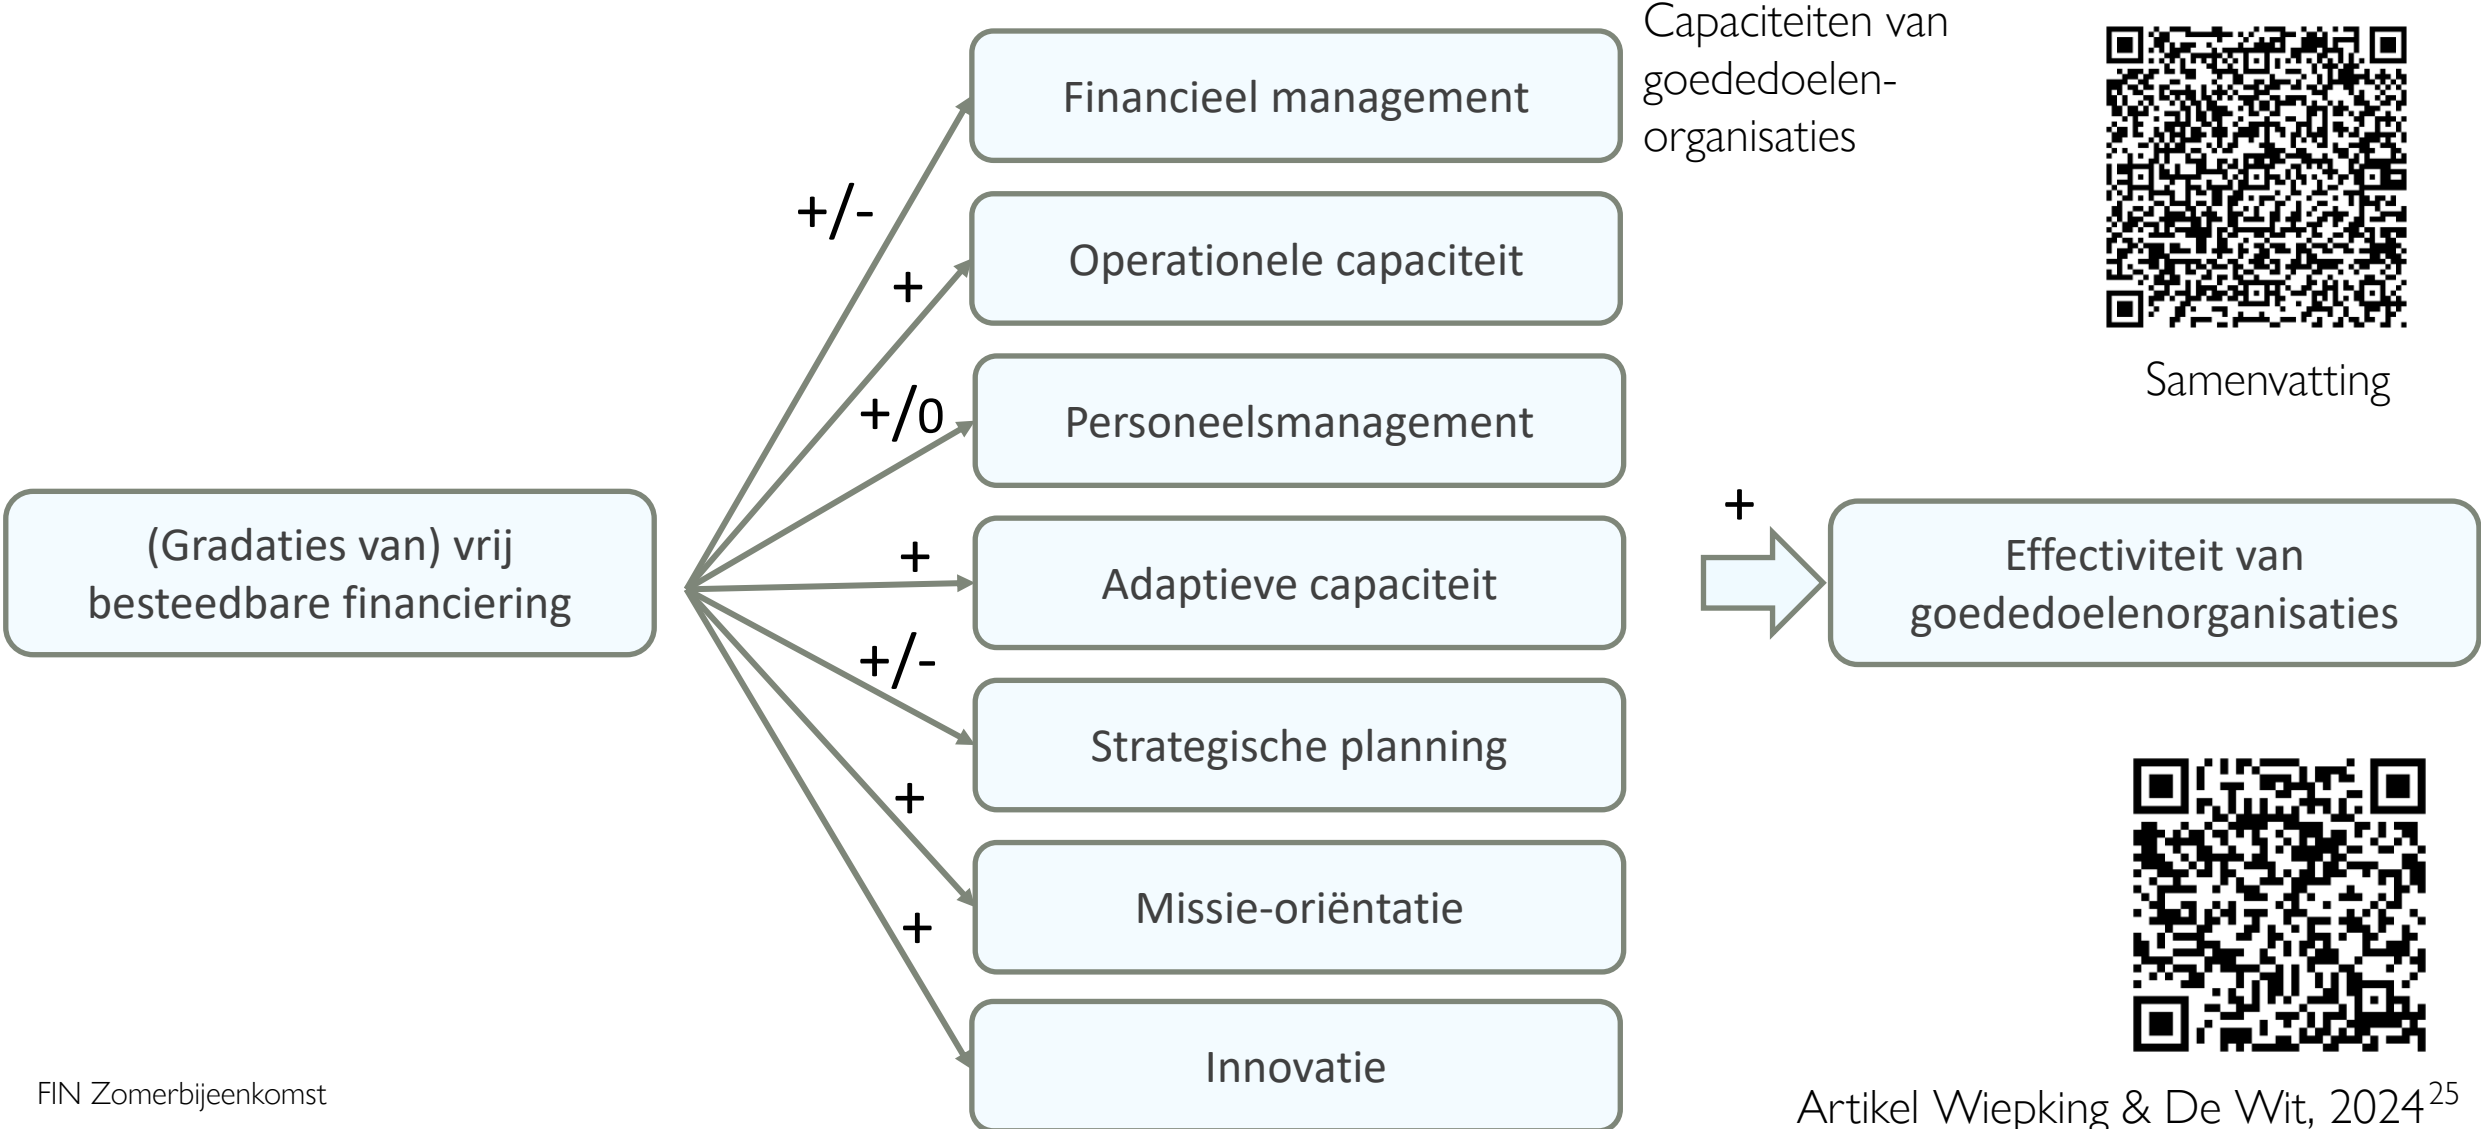 Capaciteiten van
goededoelen-
organisaties
Financieel management
+/-
Operationele capaciteit
+
Samenvatting
+/0
Personeelsmanagement
(Gradaties van) vrij
besteedbare financiering
+
Adaptieve capaciteit
+
Effectiviteit van
goededoelenorganisaties
+/-
Strategische planning
+
Missie-oriëntatie
+
Innovatie
FIN Zomerbijeenkomst
Artikel Wiepking & De Wit, 2024 25